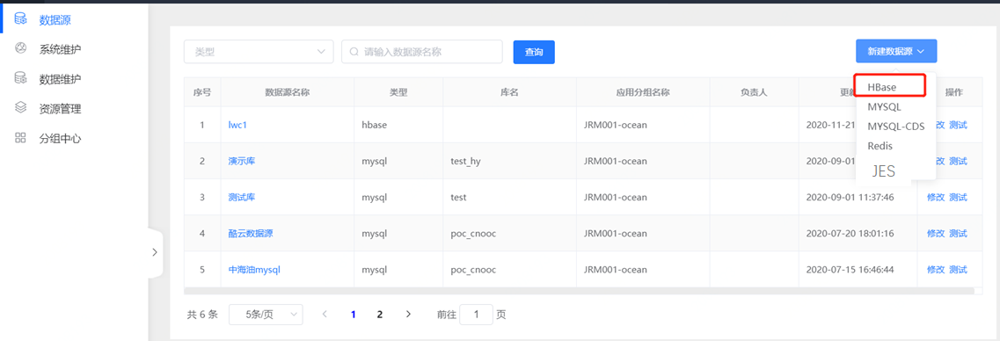 数据源
系统维护
数据维护
资源管理
分组中心
类型 请输入数据源名称 查询 新建数据源
HBase
MYSQL
MYSQL-CDS
Redis
JES
序号 数据源名称 类型 库名 应用分组名称 负责人 操作
1 lwc1 hbase JRM001-ocean 2020-11-21 测试
2 演示库 mysql test_hy JRM001-ocean 2020-09-01 测试
3 测试库 mysql test JRM001-ocean 2020-09-01 11:37:46 修改 测试
4 酷云数据源 mysql poc_cnooc JRM001-ocean 2020-07-20 18:01:16 修改 测试
5 中海油mysql mysql poc_cnooc JRM001-ocean 2020-07-15 16:46:44 修改 测试
共 6 条 5条/页 1 2 前往 1 页